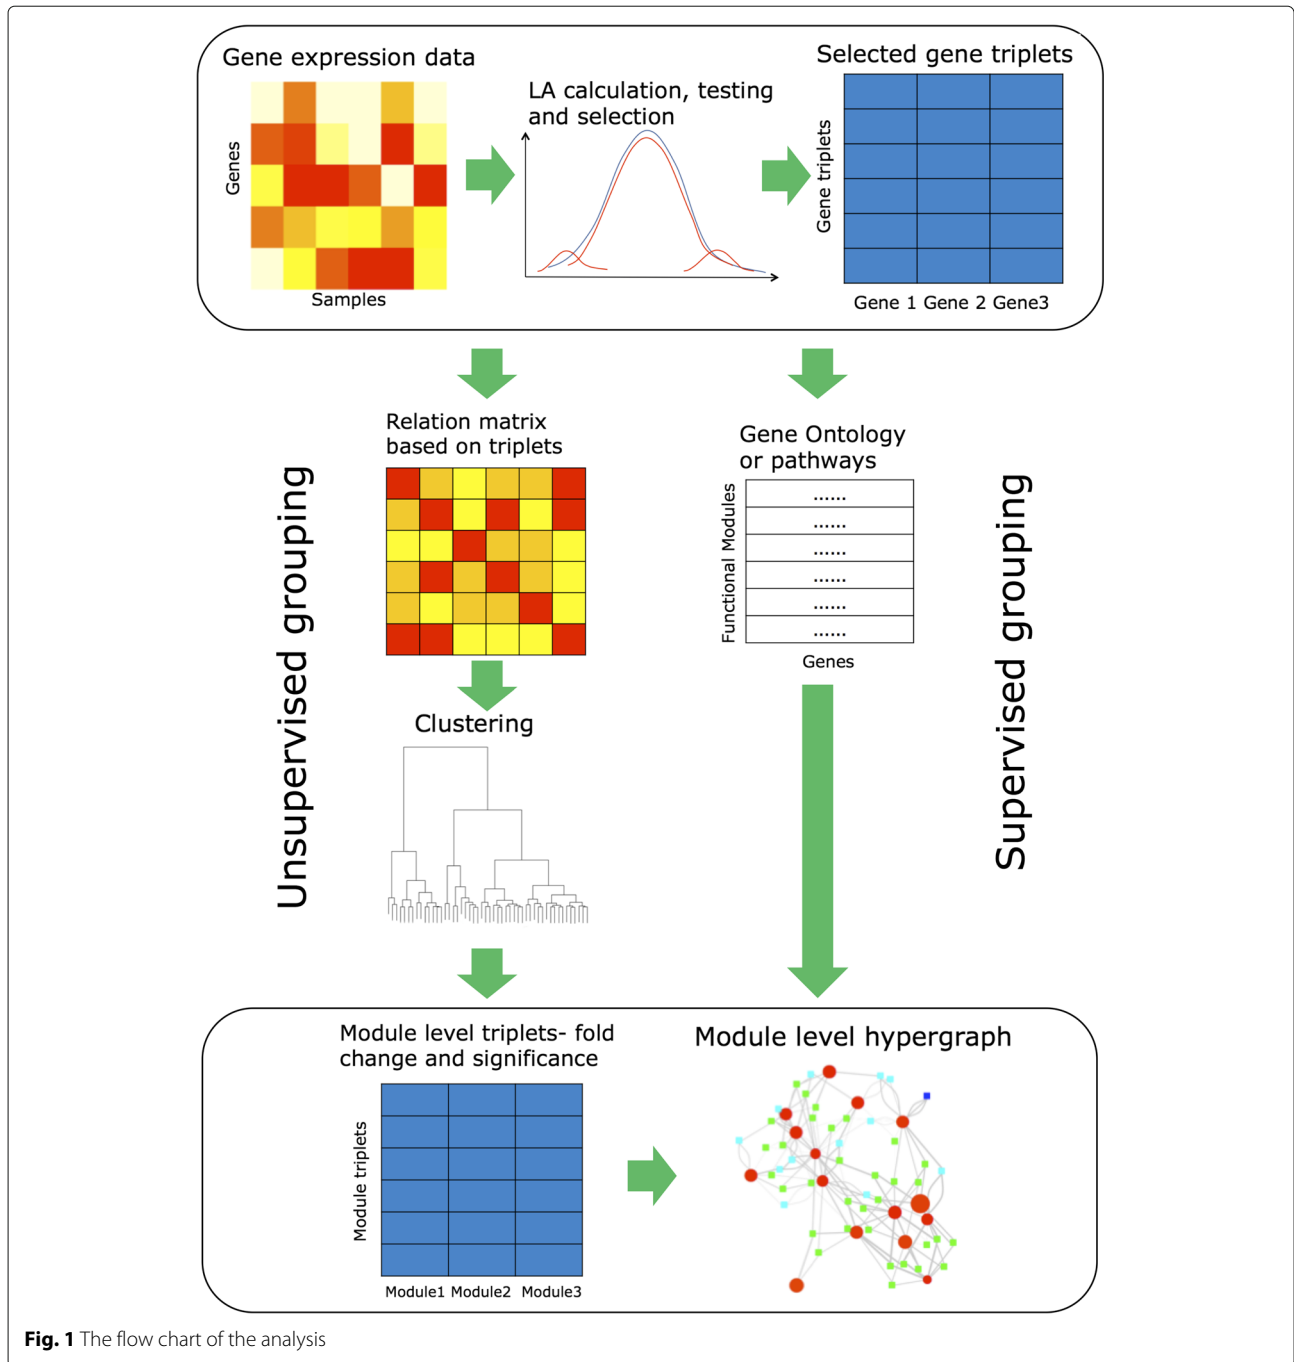 Gene expression data
Genes
Samples
LA calculation, testing
and selection
Selected gene triplets
Gene triplets
Gene 1 Gene 2 Gene3
Unsupervised grouping
Relation matrix
based on triplets
Clustering
Gene Ontology
or pathways
Functional Modules
......
......
......
......
......
......
Genes
Supervised grounping
Module level triplets- fold
change and significance
Module triplets
Module1 Module2 Module3
Module level hypergraph
Fig. 1 The flow chart of the analysis